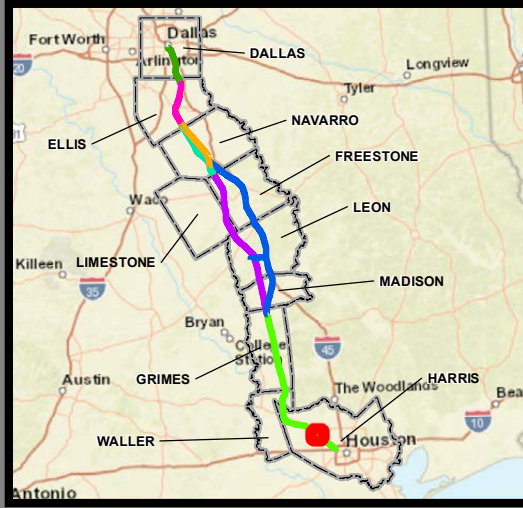 Dallas
Fort Worth
DALLAS
Arlington
Longview
20
Tyler
NAVARRO
ELLIS
FREESTONE
Waco
LEON
LIMESTONE
Killeen
MADISON
35
Bryan
College
Station
45
GRIMES
Austin
The Woodlands
HARRIS
10
WALLER
Houston
Antonio